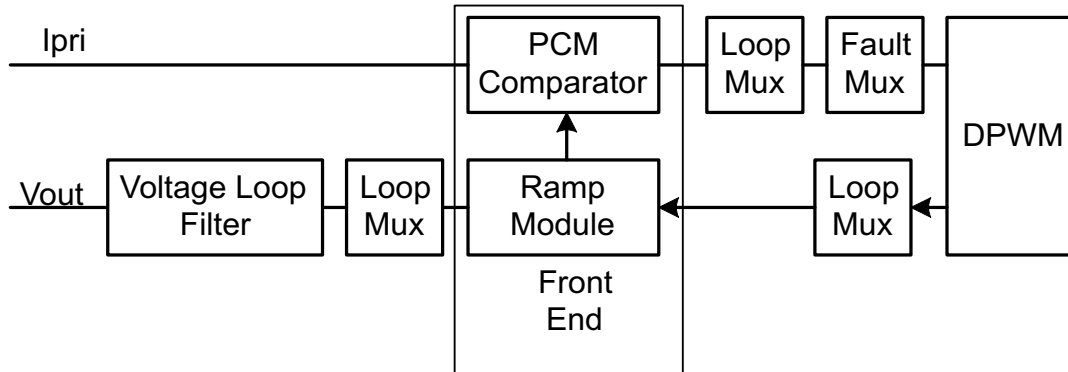 Ipri
PCM
Comparator
Loop
Mux
Fault
Mux
DPWM
Vout
Voltage Loop
Filter
Loop
Mux
Ramp
Module
Loop
Mux
Front
End